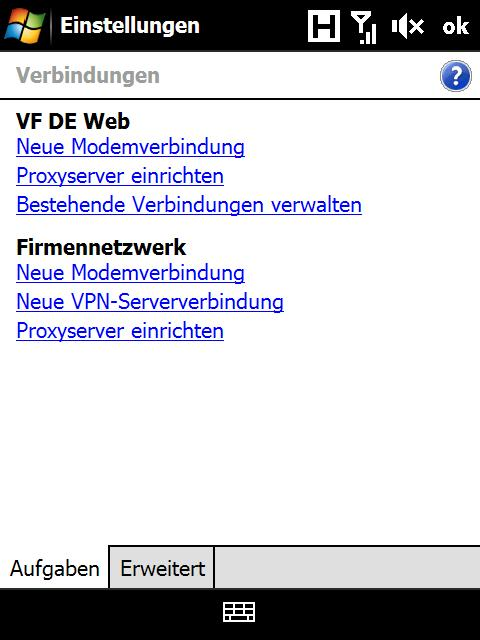 Einstellungen
H
ok
Verbindungen
?
VF DE Web
Neue Modemverbindung
Proxyserver einrichten
Bestehende Verbindungen verwalten
Firmennetzwerk
Neue Modemverbindung
Neue VPN-Serververbindung
Proxyserver einrichten
Aufgaben
Erweitert